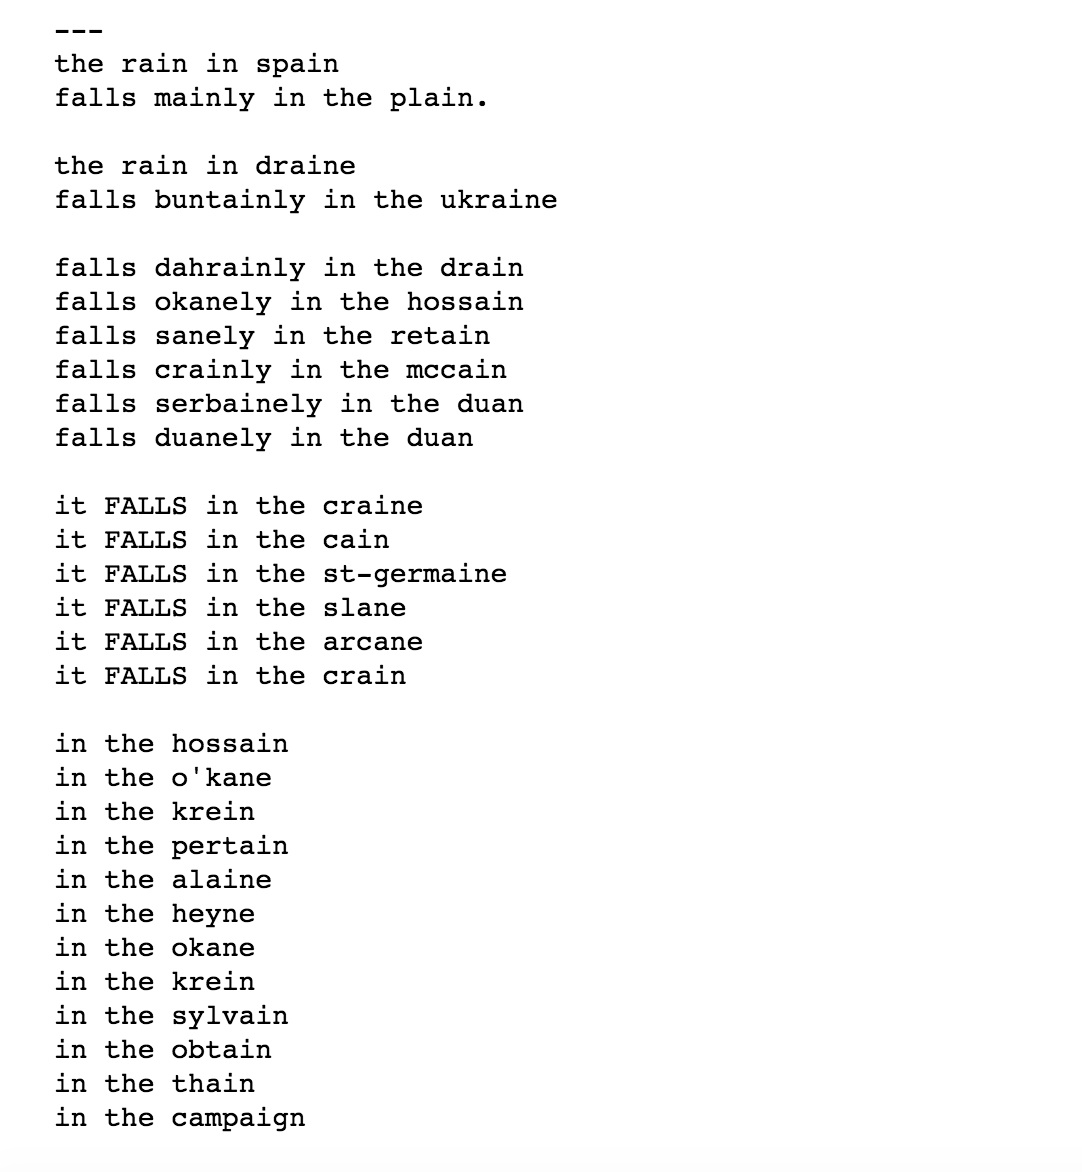 ---
the rain in spain
falls mainly in the plain.

the rain in draine
falls buntainly in the ukraine

falls dahrainly in the drain
falls okanely in the hossain
falls sanely in the retain
falls crainly in the mccain
falls serbainely in the duan
falls duanely in the duan

it FALLS in the craine
it FALLS in the cain
it FALLS in the st-germaine
it FALLS in the slane
it FALLS in the arcane
it FALLS in the crain

in the hossain
in the o'kane
in the krein
in the pertain
in the alaine
in the heyne
in the okane
in the krein
in the sylvain
in the obtain
in the thain
in the campaign